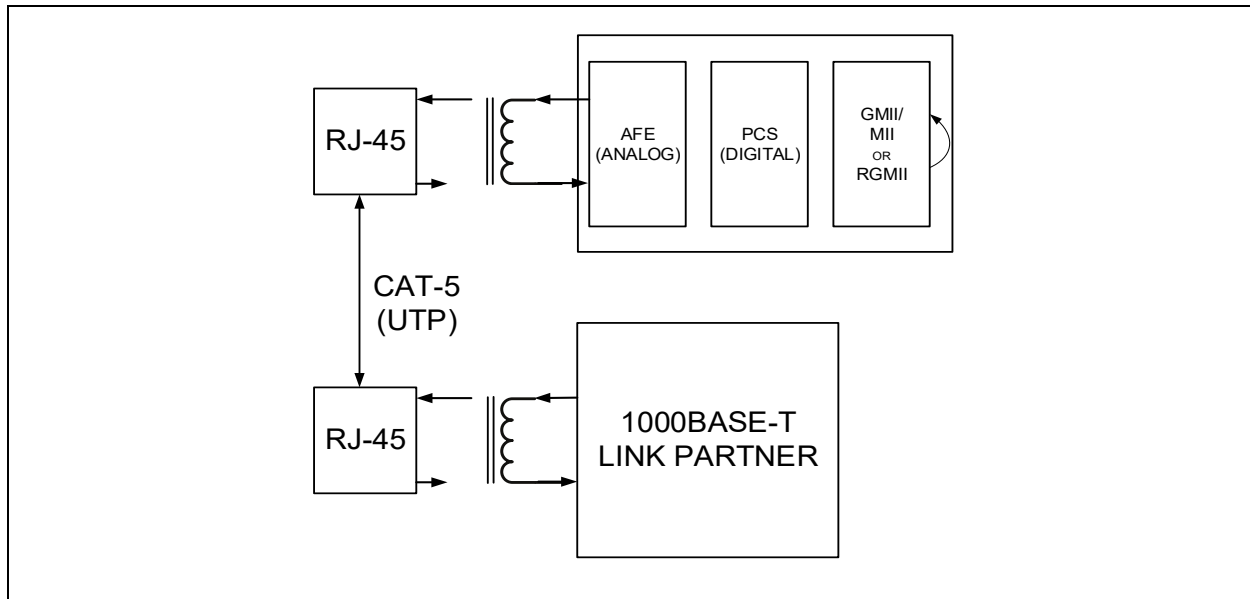 RJ-45
AFE
(ANALOG)
PCS
(DIGITAL)
GMII/
MII
OR
RGMII
CAT-5
(UTP)
RJ-45
1000BASE-T
LINK PARTNER